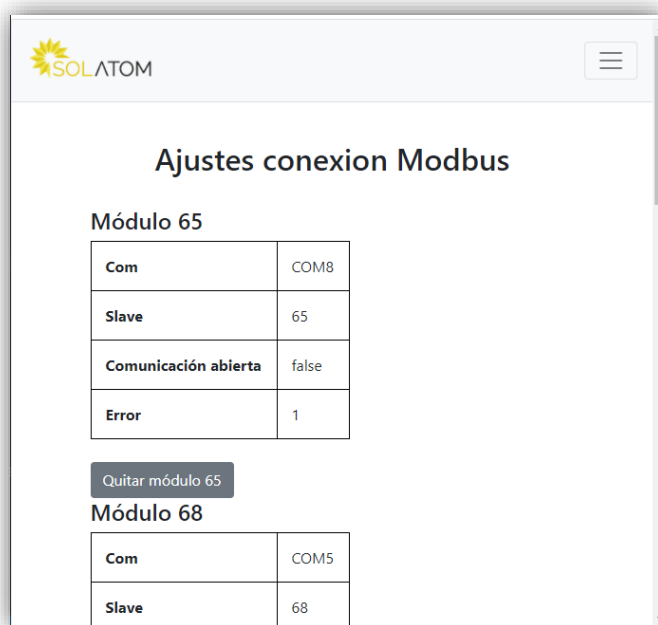 SOLATOM
Ajustes conexion Modbus
Módulo 65
Com COM8
Slave 65
Comunicación abierta false
Error 1
Quitar módulo 65
Módulo 68
Com COM5
Slave 68